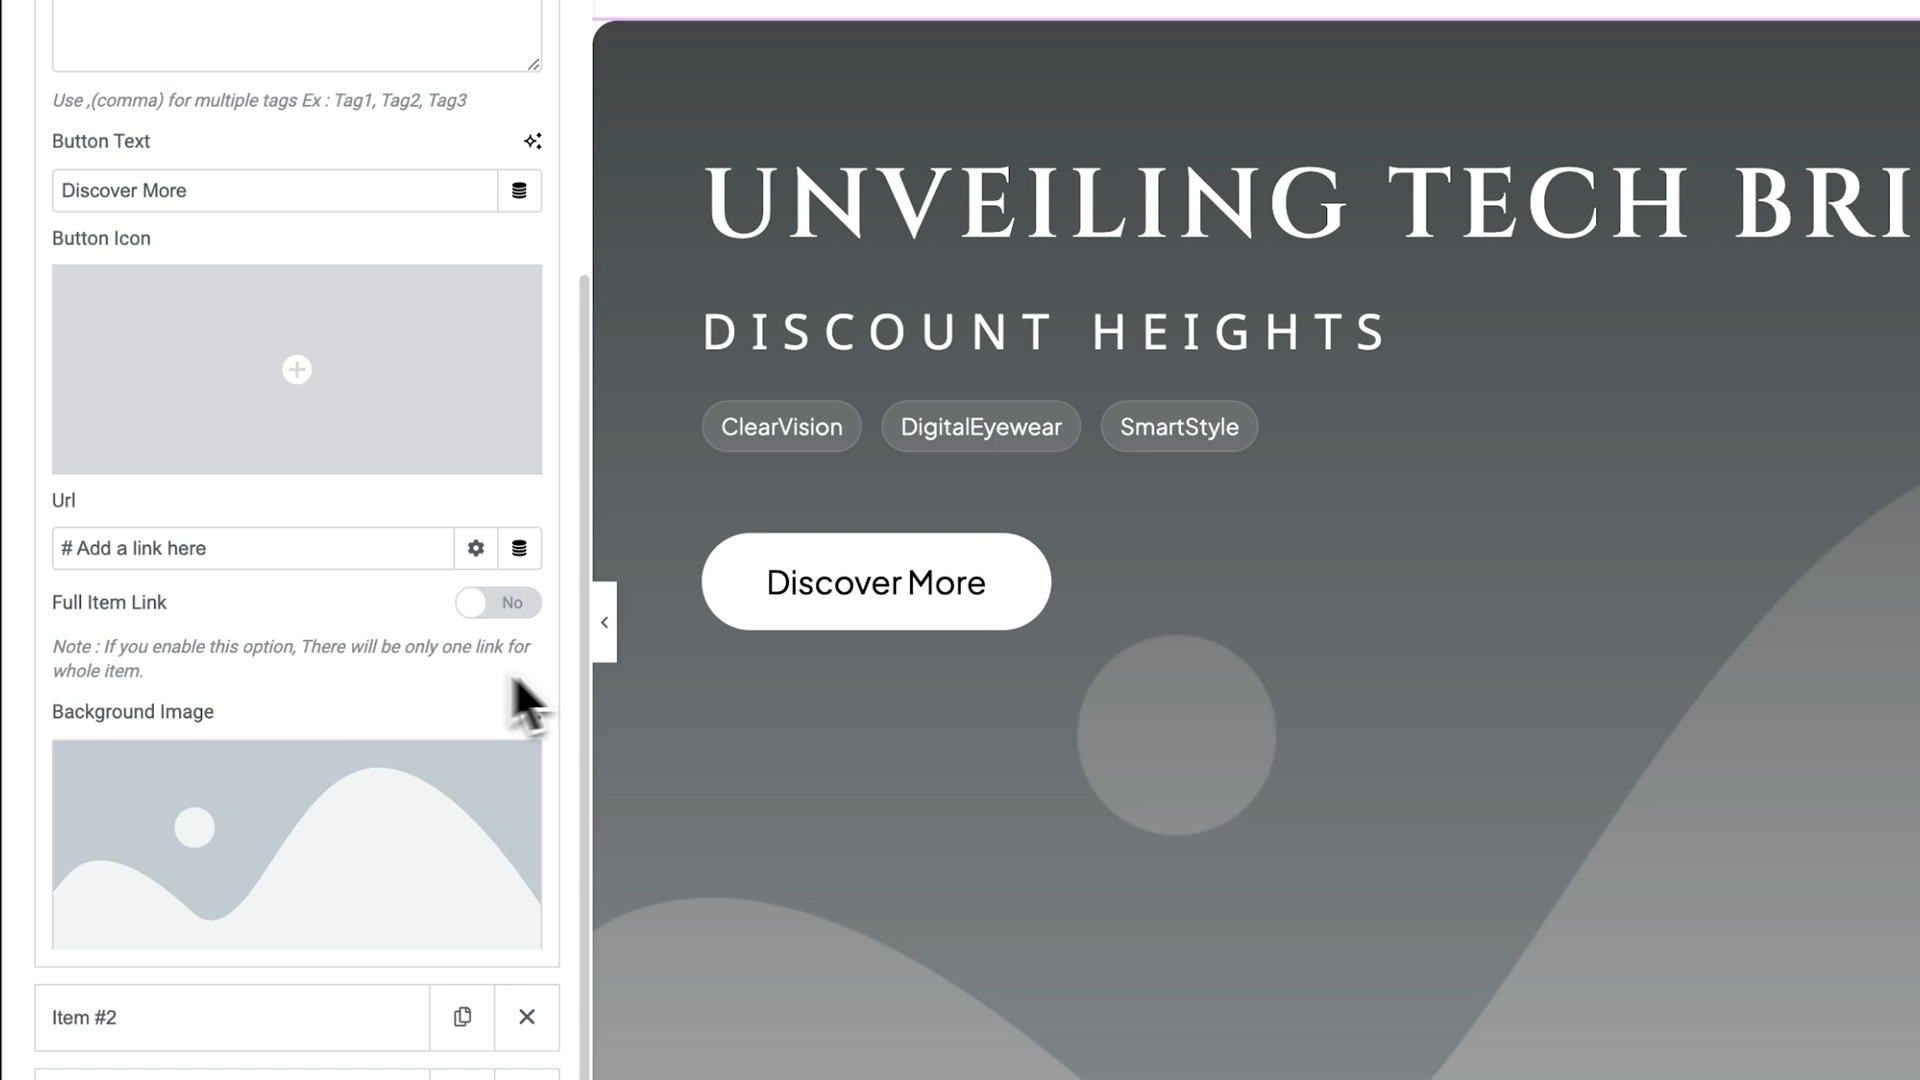 Use ,(comma) for multiple tags Ex : Tag1, Tag2, Tag3
Button Text
Discover More
Button Icon
Url
# Add a link here
Full Item Link
No
Note : If you enable this option, There will be only one link for
whole item.
Background Image
Item #2
UNVEILING TECH BRI
DISCOUNT HEIGHTS
ClearVision
DigitalEyewear
SmartStyle
Discover More